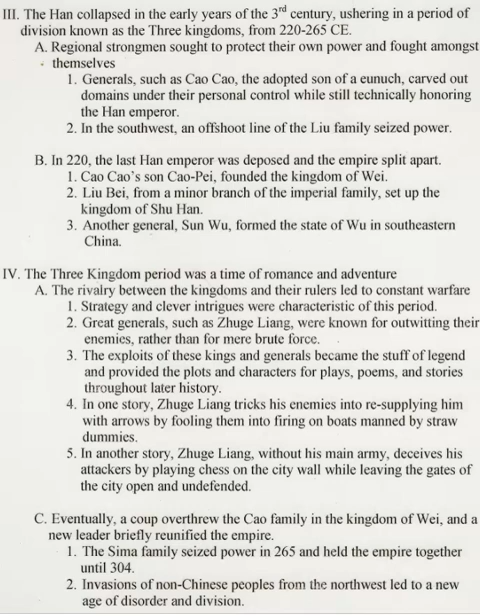 III. The Han collapsed in the early years of the 3rd century, ushering in a period of
division known as the Three kingdoms, from 220-265 CE.
A. Regional strongmen sought to protect their own power and fought amongst
themselves
1. Generals, such as Cao Cao, the adopted son of a eunuch, carved out
domains under their personal control while still technically honoring
the Han emperor.
2. In the southwest, an offshoot line of the Liu family seized power.
B. In 220, the last Han emperor was deposed and the empire split apart.
1. Cao Cao's son Cao-Pei, founded the kingdom of Wei.
2. Liu Bei, from a minor branch of the imperial family, set up the
kingdom of Shu Han.
3. Another general, Sun Wu, formed the state of Wu in southeastern
China.
IV. The Three Kingdom period was a time of romance and adventure
A. The rivalry between the kingdoms and their rulers led to constant warfare
1. Strategy and clever intrigues were characteristic of this period.
2. Great generals, such as Zhuge Liang, were known for outwitting their
enemies, rather than for mere brute force.
3. The exploits of these kings and generals became the stuff of legend
and provided the plots and characters for plays, poems, and stories
throughout later history.
4. In one story, Zhuge Liang tricks his enemies into re-supplying him
with arrows by fooling them into firing on boats manned by straw
dummies.
5. In another story, Zhuge Liang, without his main army, deceives his
attackers by playing chess on the city wall while leaving the gates of
the city open and undefended.
C. Eventually, a coup overthrew the Cao family in the kingdom of Wei, and a
new leader briefly reunified the empire.
1. The Sima family seized power in 265 and held the empire together
until 304.
2. Invasions of non-Chinese peoples from the northwest led to a new
age of disorder and division.